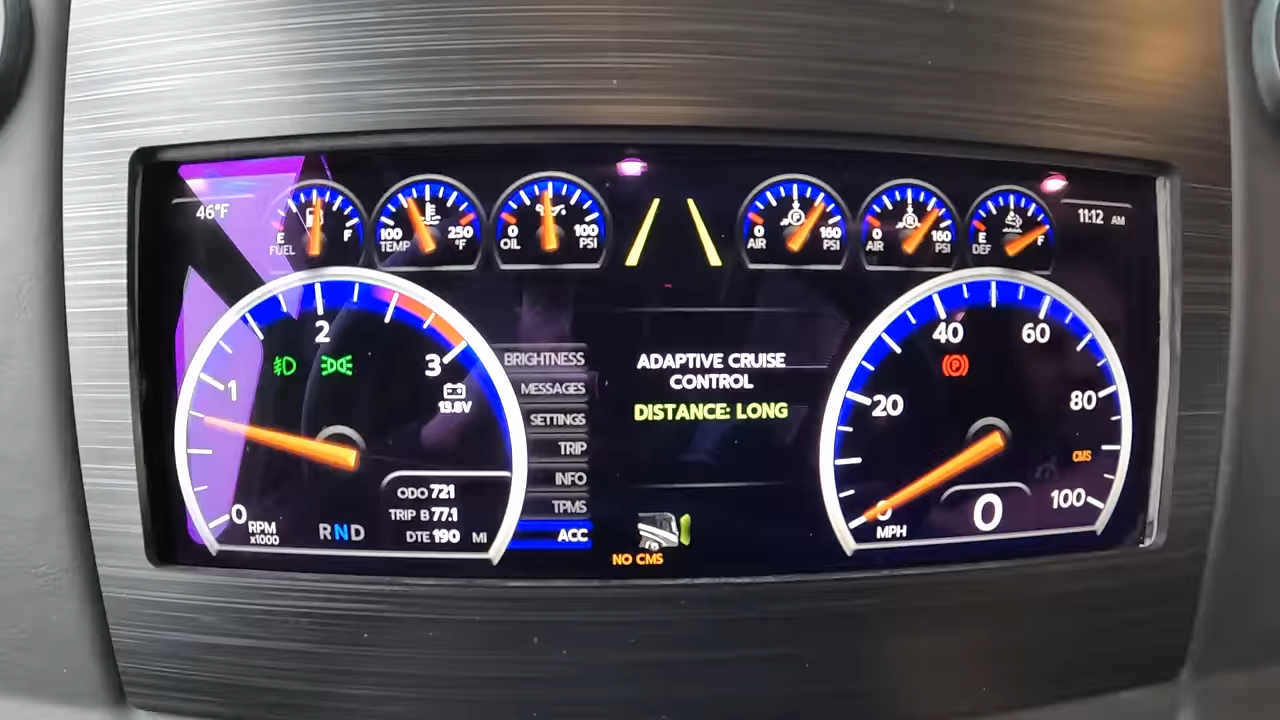 46°F
E
F
FUEL
100
250
TEMP
°F
0
100
OIL
PSI
0
160
AIR
PSI
0
160
AIR
PSI
E
F
DEF
11:12 AM
0
1
2
3
RPM
x1000
13.8V
ODO 721
TRIP B 77.1
DTE 190 MI
RND
BRIGHTNESS
MESSAGES
SETTINGS
TRIP
INFO
TPMS
ACC
ADAPTIVE CRUISE
CONTROL
DISTANCE: LONG
NO CMS
0
20
40
60
80
100
MPH
(P)
CMS
0